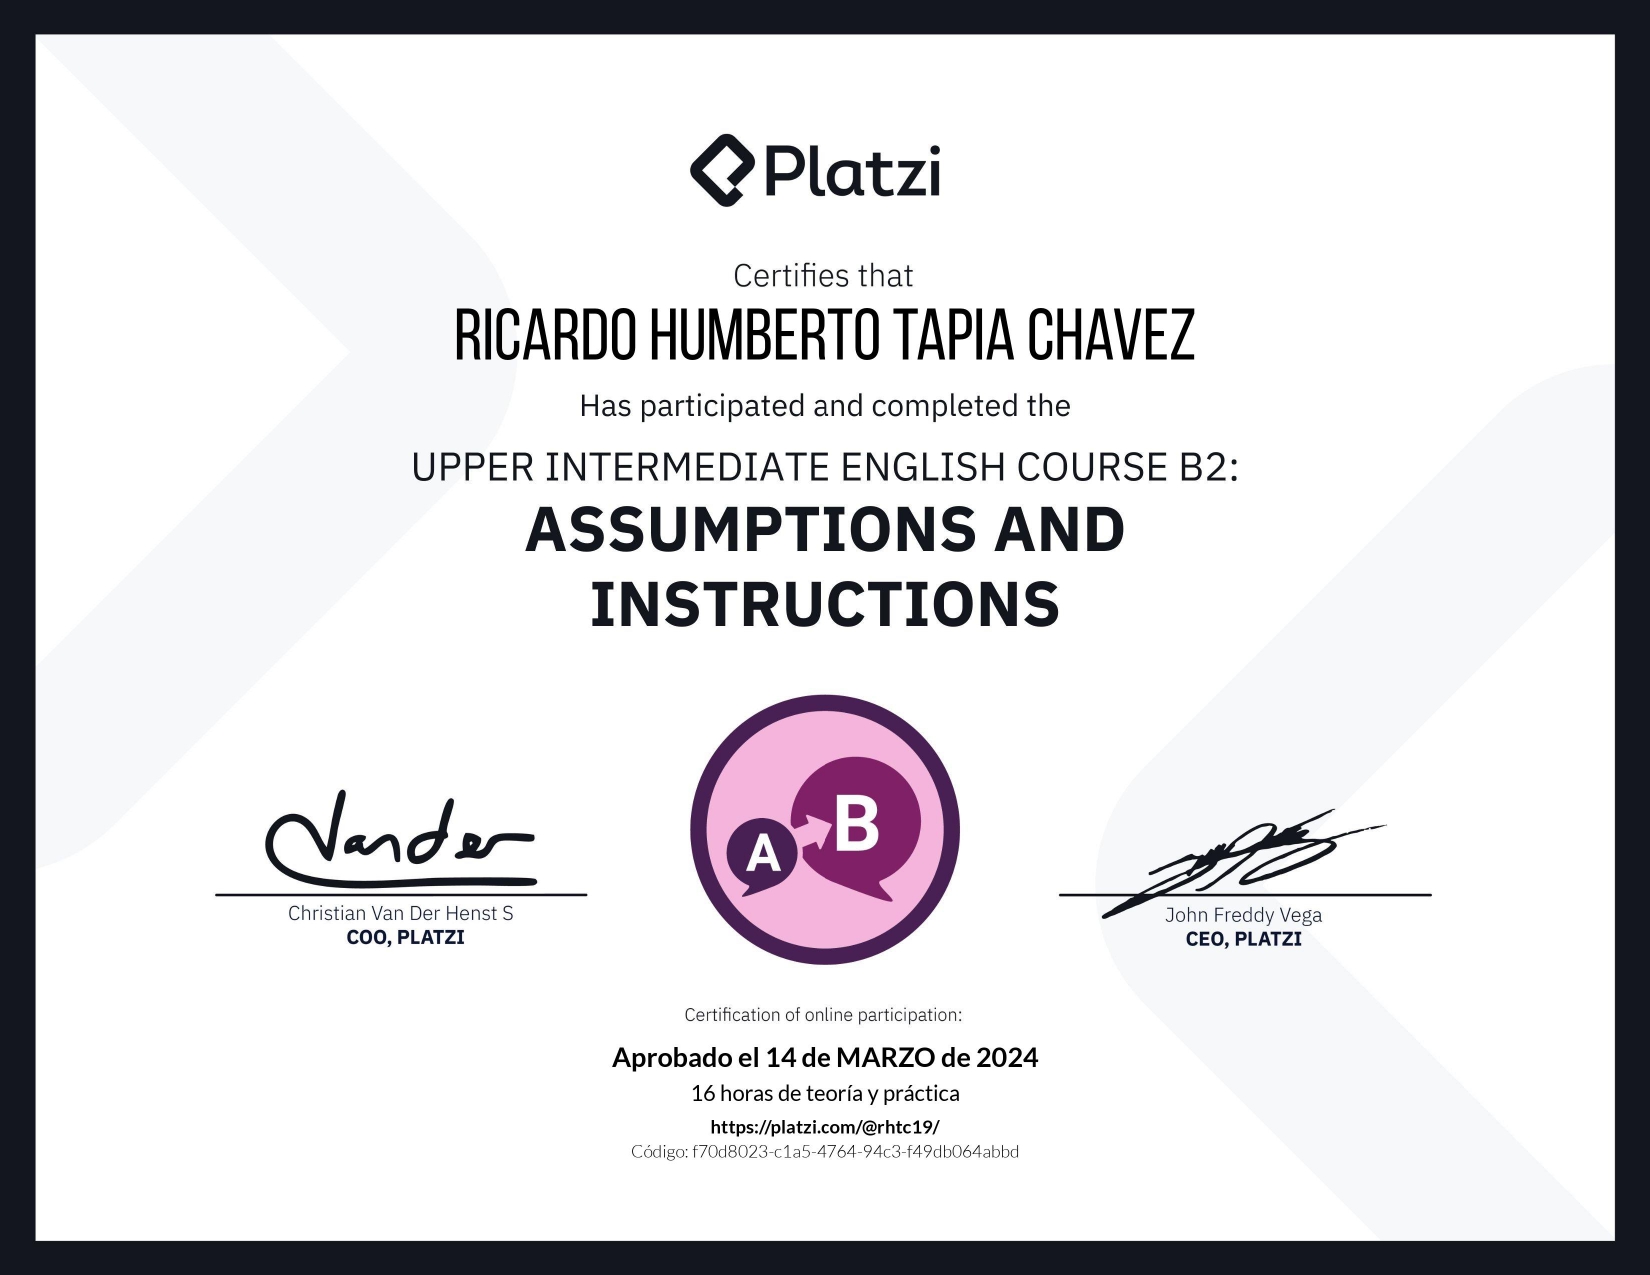 Platzi
Certifies that
RICARDO HUMBERTO TAPIA CHAVEZ
Has participated and completed the
UPPER INTERMEDIATE ENGLISH COURSE B2:
ASSUMPTIONS AND
INSTRUCTIONS
A
B
Vander
Christian Van Der Henst S
COO, PLATZI
John Freddy Vega
CEO, PLATZI
Certification of online participation:
Aprobado el 14 de MARZO de 2024
16 horas de teoría y práctica
https://platzi.com/@rhtc19/
Código: f70d8023-c1a5-4764-94c3-f49db064abbd